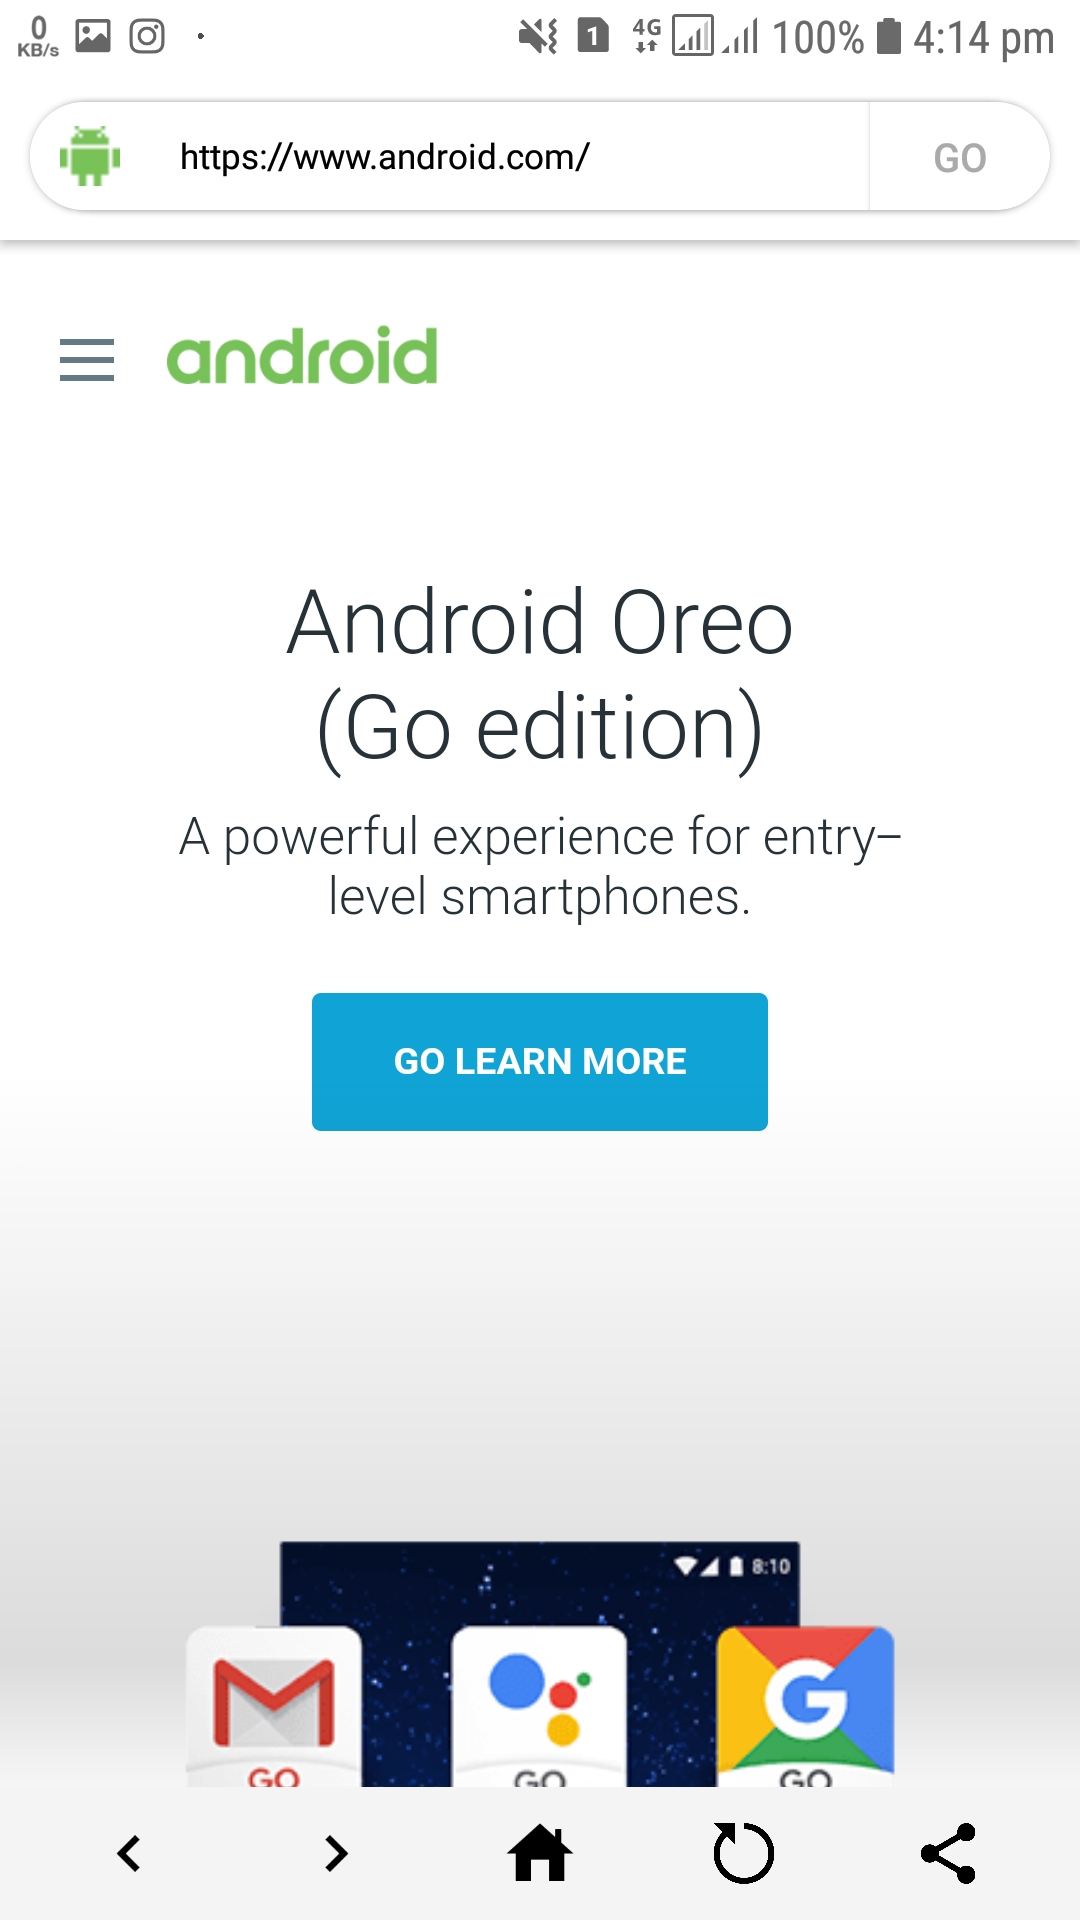 0
KB/s
1
4G
100%
4:14 pm
https://www.android.com/
GO
android
Android Oreo
(Go edition)
A powerful experience for entry–
level smartphones.
GO LEARN MORE
8:10
GO
GO
G
GO